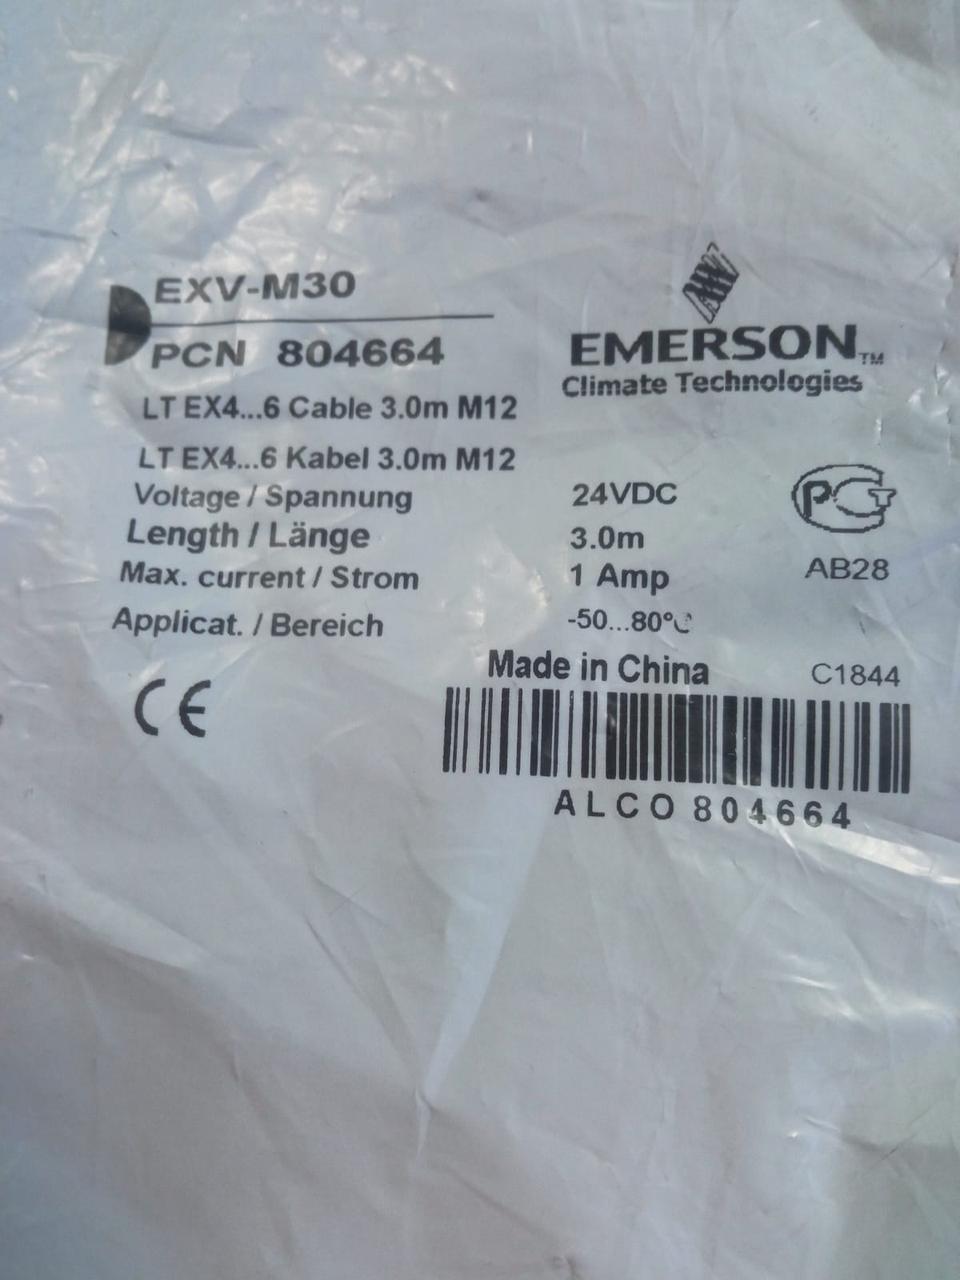 EXV-M30
PCN 804664
EMERSON™
Climate Technologies
LT EX4...6 Cable 3.0m M12
LT EX4...6 Kabel 3.0m M12
Voltage / Spannung 24VDC
Length / Länge 3.0m
Max. current / Strom 1 Amp
Applicat. / Bereich -50...80°C
PCT
AB28
Made in China
C1844
CE
ALCO 804664